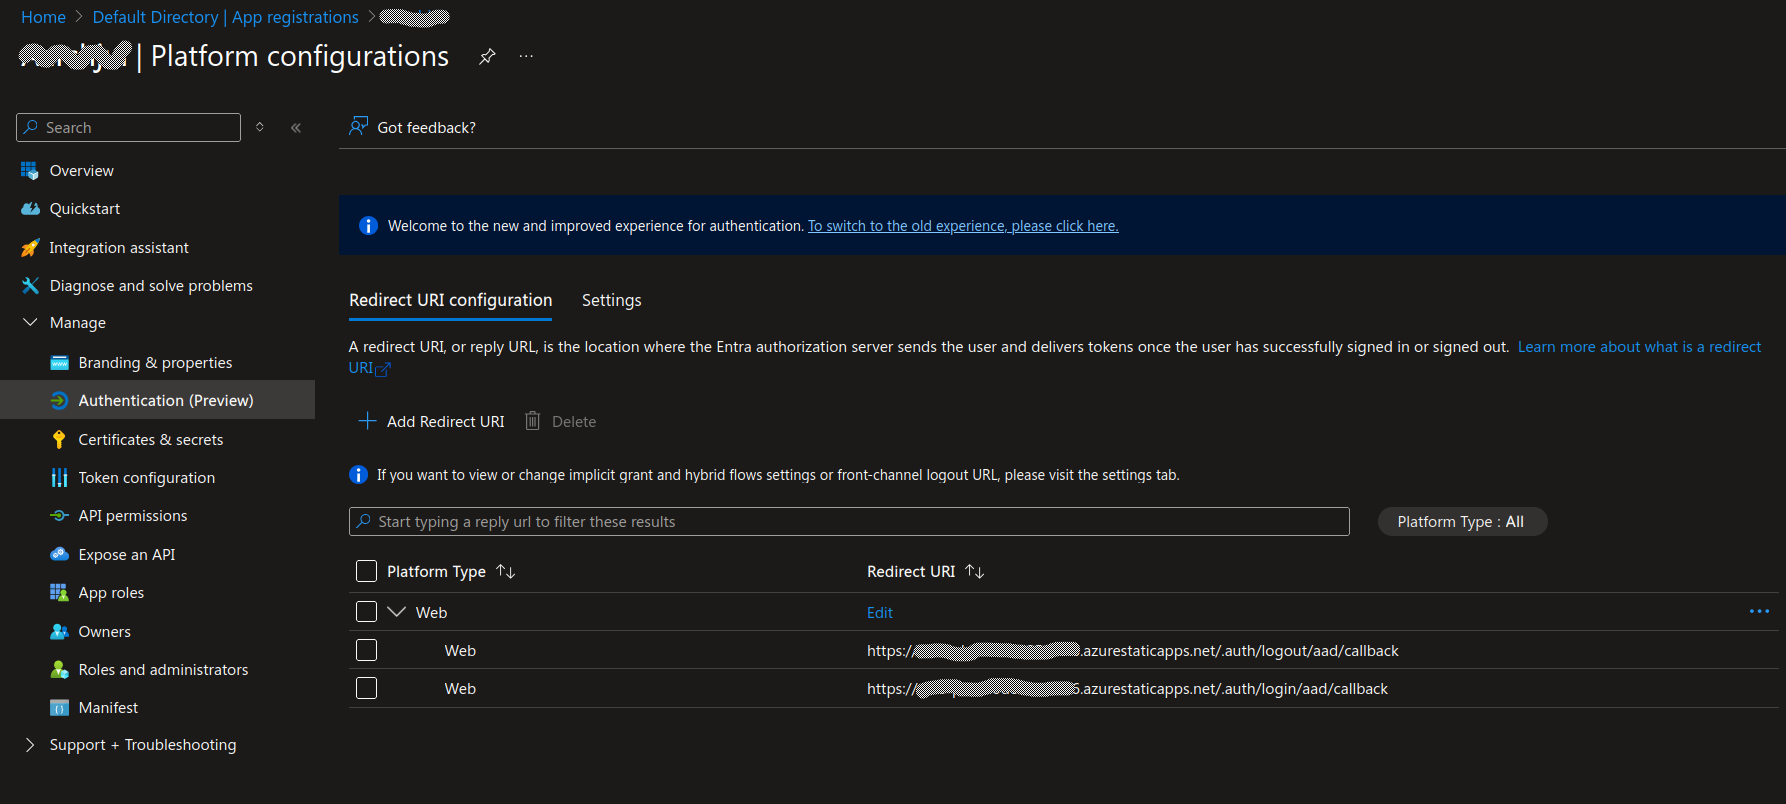 Home > Default Directory | App registrations >
| Platform configurations ...
Search
Got feedback?
Overview
Quickstart
Integration assistant
Diagnose and solve problems
Manage
Branding & properties
Authentication (Preview)
Certificates & secrets
Token configuration
API permissions
Expose an API
App roles
Owners
Roles and administrators
Manifest
Support + Troubleshooting
Welcome to the new and improved experience for authentication. To switch to the old experience, please click here.
Redirect URI configuration Settings
A redirect URI, or reply URL, is the location where the Entra authorization server sends the user and delivers tokens once the user has successfully signed in or signed out. Learn more about what is a redirect
URI
Add Redirect URI Delete
If you want to view or change implicit grant and hybrid flows settings or front-channel logout URL, please visit the settings tab.
Start typing a reply url to filter these results Platform Type : All
Platform Type Redirect URI
Web Edit ...
Web https:// .azurestaticapps.net/.auth/logout/aad/callback
Web https:// .azurestaticapps.net/.auth/login/aad/callback